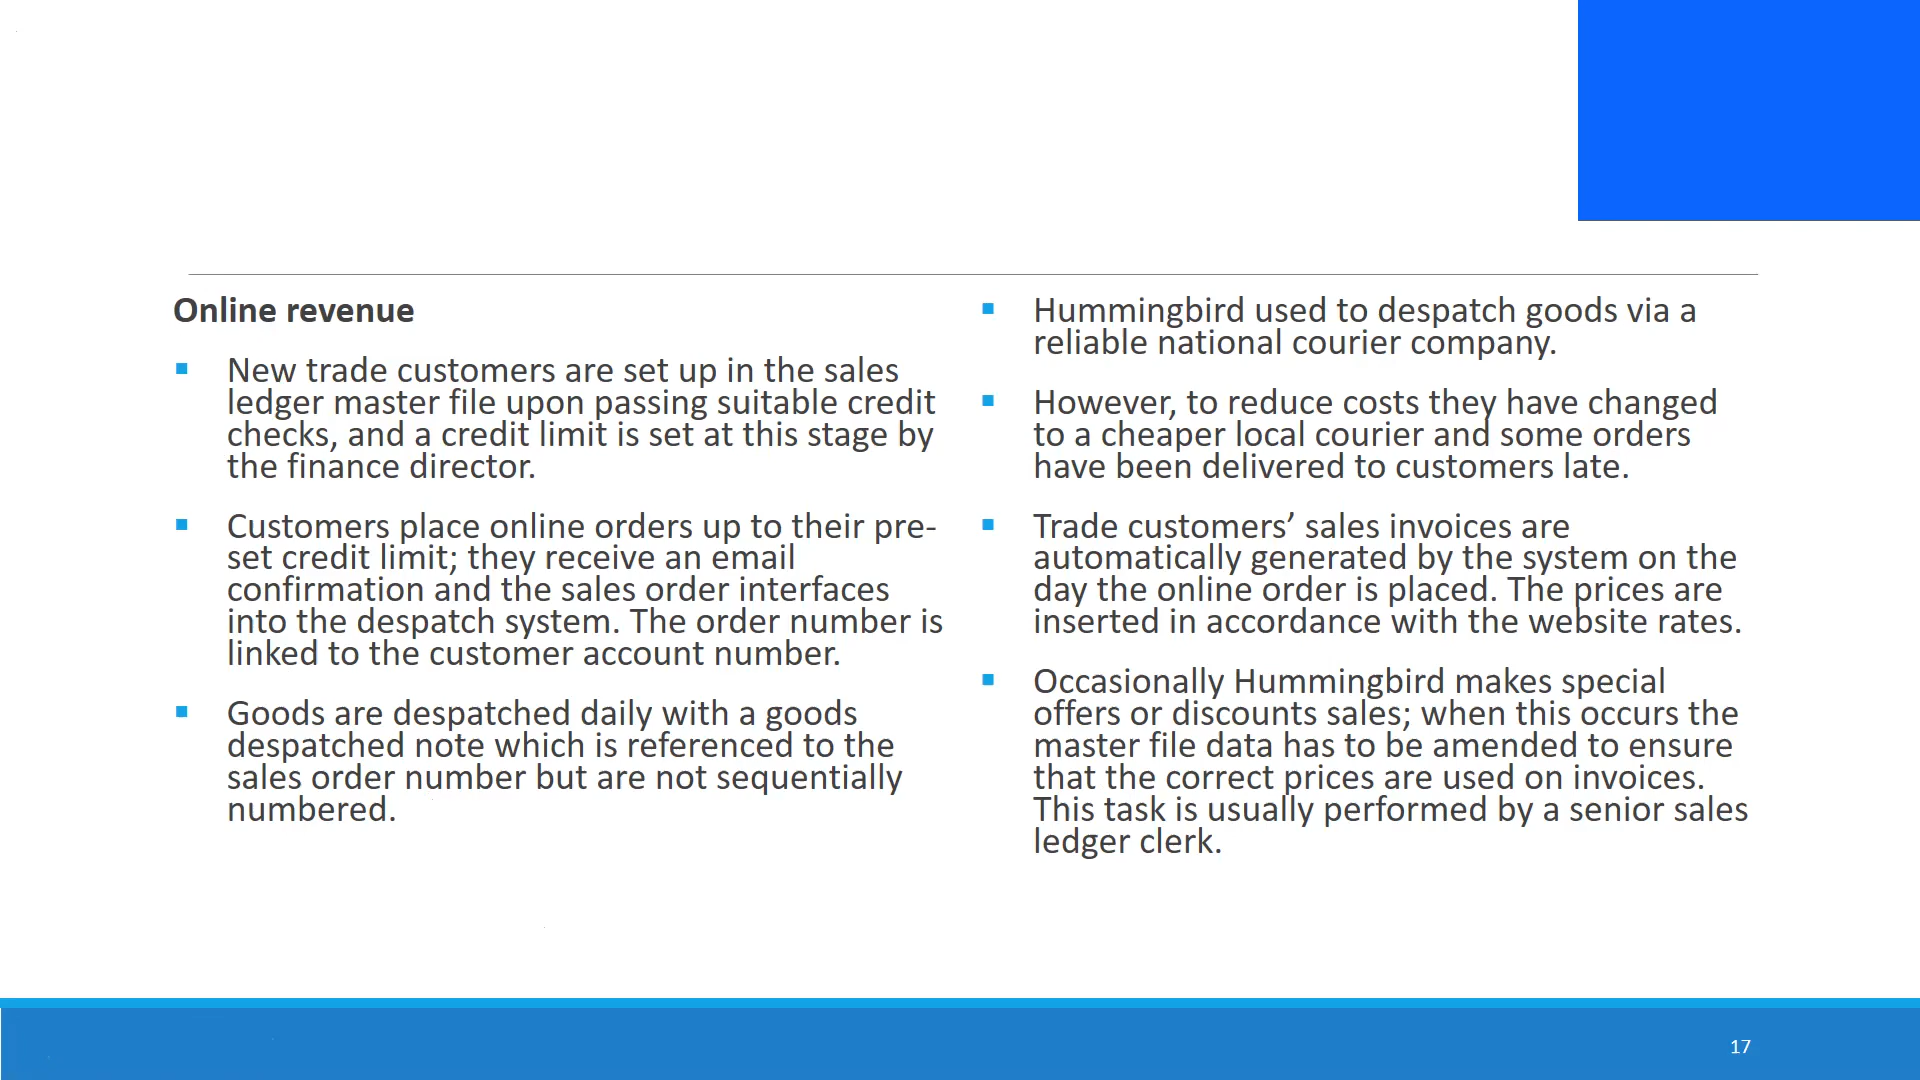 Online revenue
New trade customers are set up in the sales
ledger master file upon passing suitable credit
checks, and a credit limit is set at this stage by
the finance director.
Customers place online orders up to their pre-
set credit limit; they receive an email
confirmation and the sales order interfaces
into the despatch system. The order number is
linked to the customer account number.
Goods are despatched daily with a goods
despatched note which is referenced to the
sales order number but are not sequentially
numbered.
Hummingbird used to despatch goods via a
reliable national courier company.
However, to reduce costs they have changed
to a cheaper local courier and some orders
have been delivered to customers late.
Trade customers’ sales invoices are
automatically generated by the system on the
day the online order is placed. The prices are
inserted in accordance with the website rates.
Occasionally Hummingbird makes special
offers or discounts sales; when this occurs the
master file data has to be amended to ensure
that the correct prices are used on invoices.
This task is usually performed by a senior sales
ledger clerk.
17